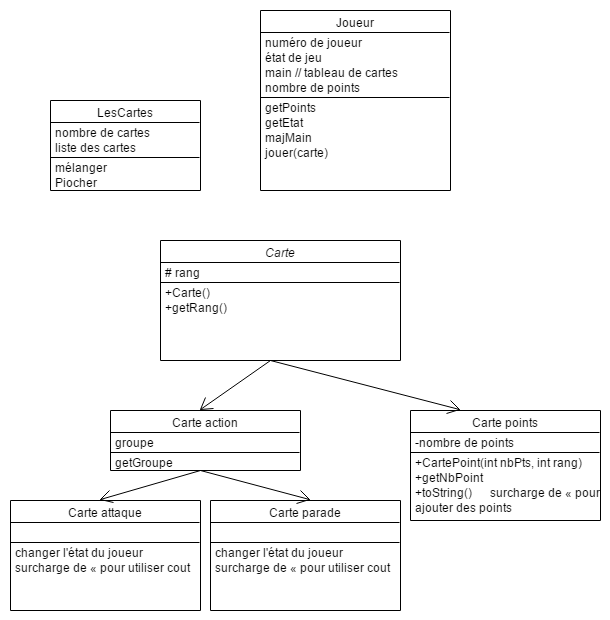 Joueur
numéro de joueur
état de jeu
main // tableau de cartes
nombre de points
getPoints
getEtat
majMain
jouer(carte)
LesCartes
nombre de cartes
liste des cartes
mélanger
Piocher
Carte
# rang
+Carte()
+getRang()
Carte action
groupe
getGroupe
Carte points
-nombre de points
+CartePoint(int nbPts, int rang)
+getNbPoint
+toString() surcharge de « pour
ajouter des points
Carte attaque
changer l'état du joueur
surcharge de « pour utiliser cout
Carte parade
changer l'état du joueur
surcharge de « pour utiliser cout